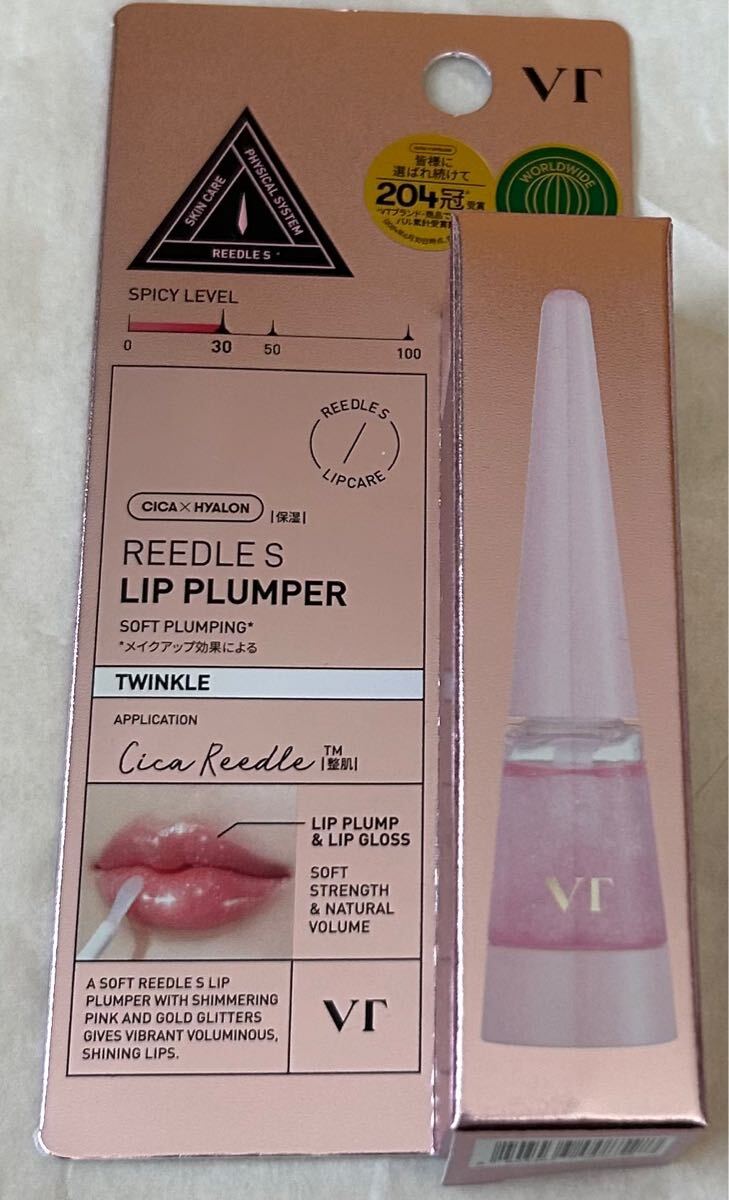 VT
SKIN CARE
PHYSICAL SYSTEM
REEDLE S
皆様に
選ばれ続けて
204冠※受賞
WORLDWIDE
SPICY LEVEL
0 30 50 100
REEDLE S
LIPCARE
CICA×HYALON |保湿|
REEDLE S
LIP PLUMPER
SOFT PLUMPING*
*メイクアップ効果による
TWINKLE
APPLICATION
Cica Reedle™ |整肌|
LIP PLUMP
& LIP GLOSS
SOFT
STRENGTH
& NATURAL
VOLUME
A SOFT REEDLE S LIP
PLUMPER WITH SHIMMERING
PINK AND GOLD GLITTERS
GIVES VIBRANT VOLUMINOUS,
SHINING LIPS.
VT
VT